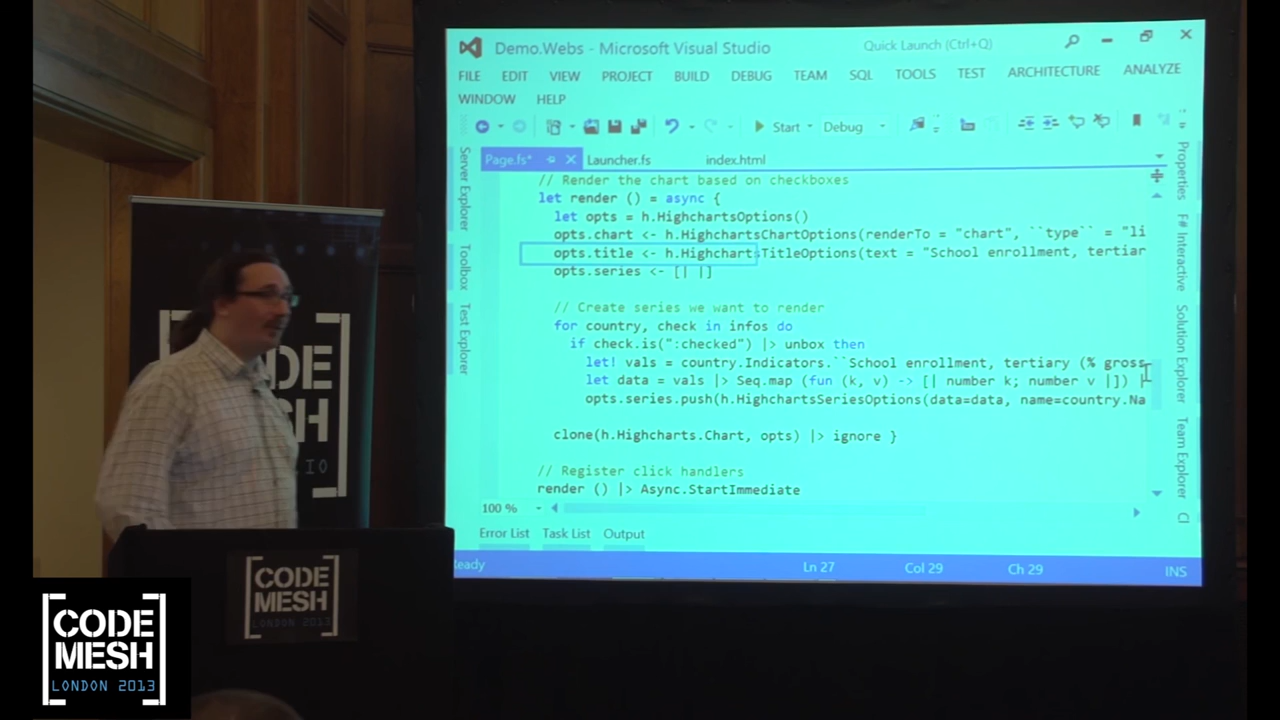 Demo.Webs - Microsoft Visual Studio
Quick Launch (Ctrl+Q)
FILE EDIT VIEW PROJECT BUILD DEBUG TEAM SQL TOOLS TEST ARCHITECTURE ANALYZE
WINDOW HELP
Start Debug
Page.fs* Launcher.fs index.html
// Render the chart based on checkboxes
let render () = async {
let opts = h.HighchartsOptions()
opts.chart <- h.HighchartsChartOptions(renderTo = "chart", ``type`` = "li
opts.title <- h.HighchartsTitleOptions(text = "School enrollment, tertiar
opts.series <- [| |]
// Create series we want to render
for country, check in infos do
if check.is(":checked") |> unbox then
let! vals = country.Indicators.``School enrollment, tertiary (% gross
let data = vals |> Seq.map (fun (k, v) -> [| number k; number v |]) |
opts.series.push(h.HighchartsSeriesOptions(data=data, name=country.Na
clone(h.Highcharts.Chart, opts) |> ignore }
// Register click handlers
render () |> Async.StartImmediate
100 %
Error List Task List Output
Ready
Ln 27
Col 29
Ch 29
INS
Server Explorer
Toolbox
Test Explorer
Properties
F# Interactive
Solution Explorer
Team Explorer
Cl
CODE
MESH
LONDON 2013
CODE
MESH
LONDON 2013